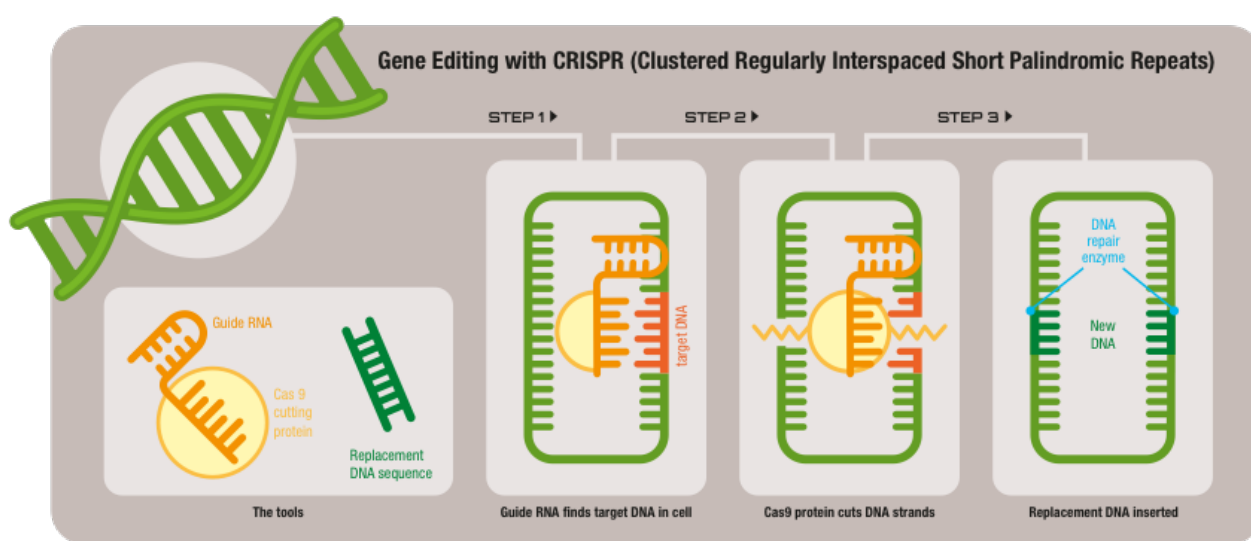 Gene Editing with CRISPR (Clustered Regularly Interspaced Short Palindromic Repeats)
STEP 1
STEP 2
STEP 3
Guide RNA
Cas 9
cutting
protein
Replacement
DNA sequence
The tools
target DNA
Guide RNA finds target DNA in cell
Cas9 protein cuts DNA strands
DNA
repair
enzyme
New
DNA
Replacement DNA inserted